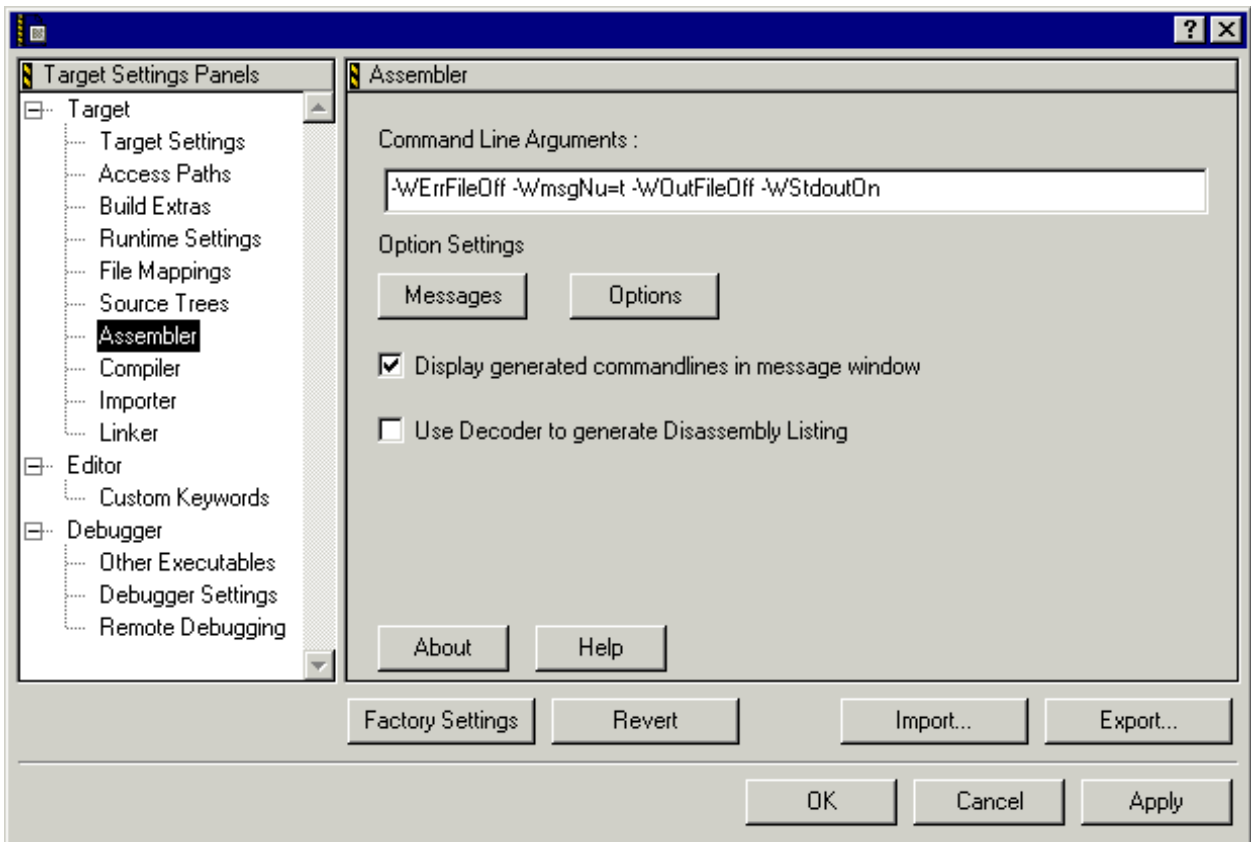 Target Settings Panels
Target
Target Settings
Access Paths
Build Extras
Runtime Settings
File Mappings
Source Trees
Assembler
Compiler
Importer
Linker
Editor
Custom Keywords
Debugger
Other Executables
Debugger Settings
Remote Debugging
Assembler
Command Line Arguments :
-WErrFileOff -WmsgNu=t -WOutFileOff -WStdoutOn
Option Settings
Messages Options
Display generated commandlines in message window
Use Decoder to generate Disassembly Listing
About Help
Factory Settings Revert Import... Export...
OK Cancel Apply